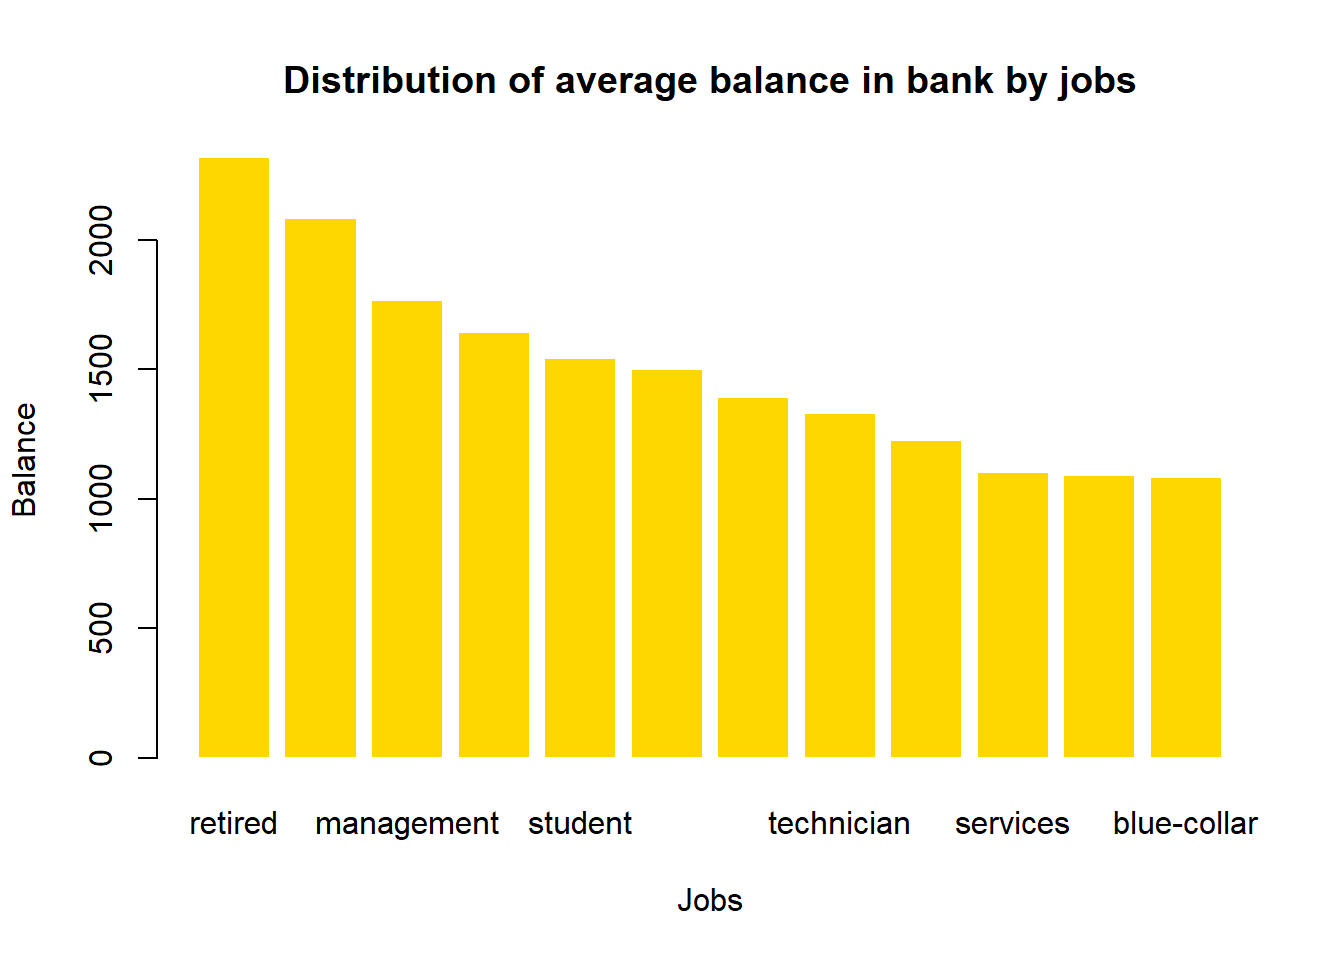 Distribution of average balance in bank by jobs
Balance
2000
1500
1000
500
0
retired management student technician services blue-collar
Jobs